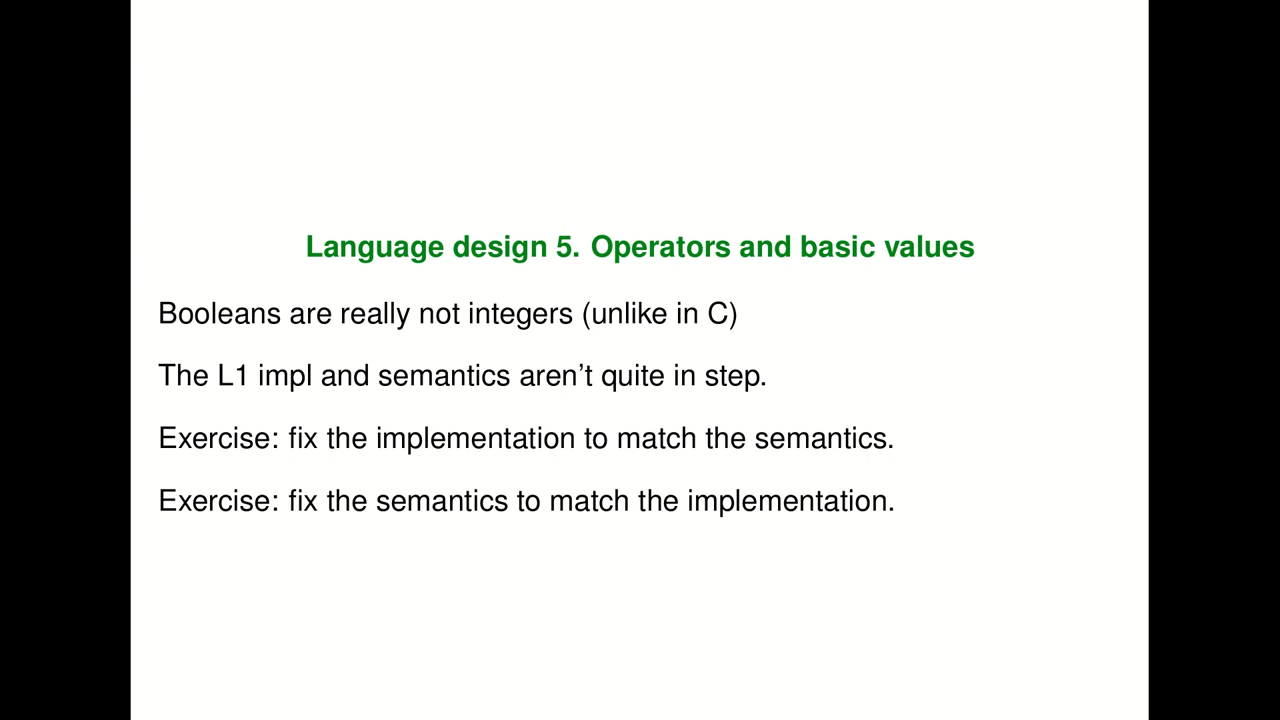 Language design 5. Operators and basic values
Booleans are really not integers (unlike in C)
The L1 impl and semantics aren't quite in step.
Exercise: fix the implementation to match the semantics.
Exercise: fix the semantics to match the implementation.